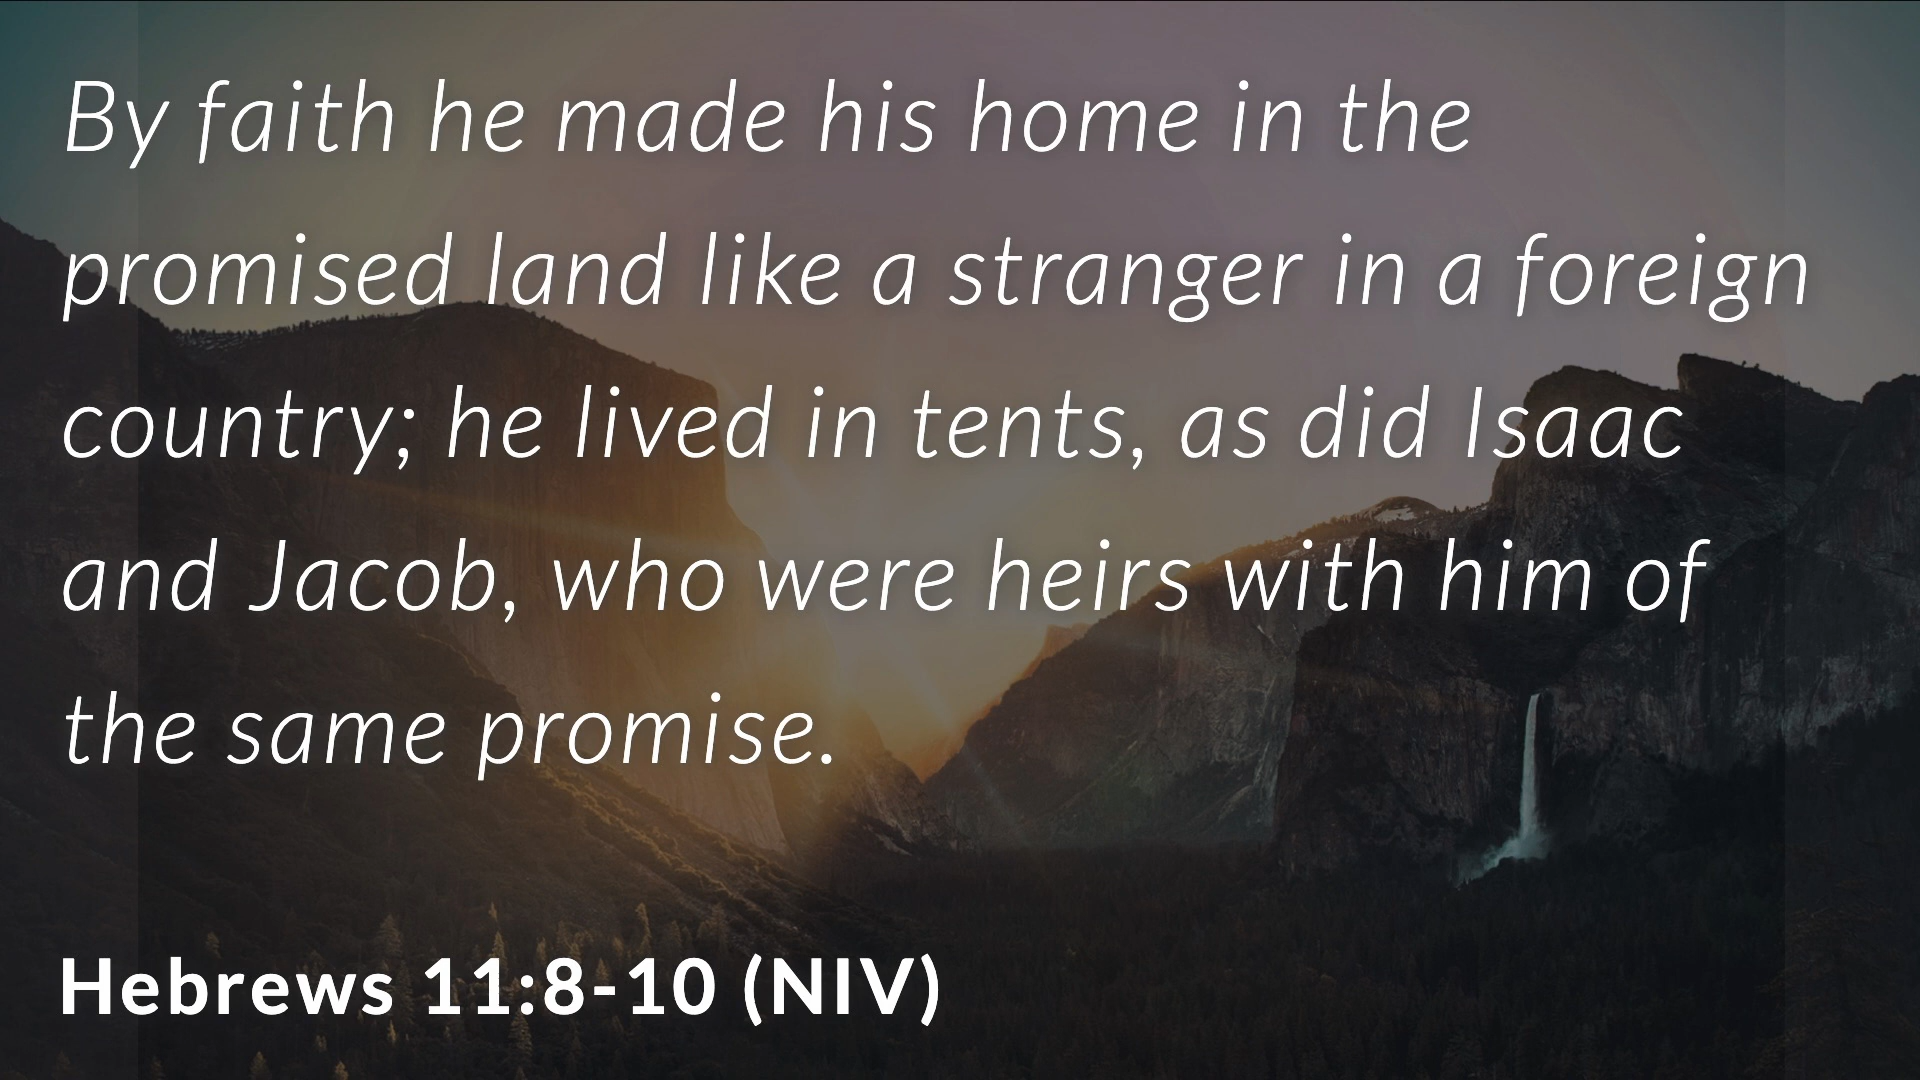 By faith he made his home in the
promised land like a stranger in a foreign
country; he lived in tents, as did Isaac
and Jacob, who were heirs with him of
the same promise.
Hebrews 11:8-10 (NIV)